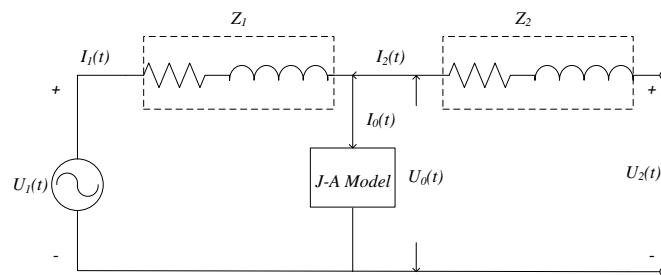 Z1 Z2
I1(t) I2(t)
+ +
I0(t)
U1(t) J-A Model U0(t) U2(t)
- -